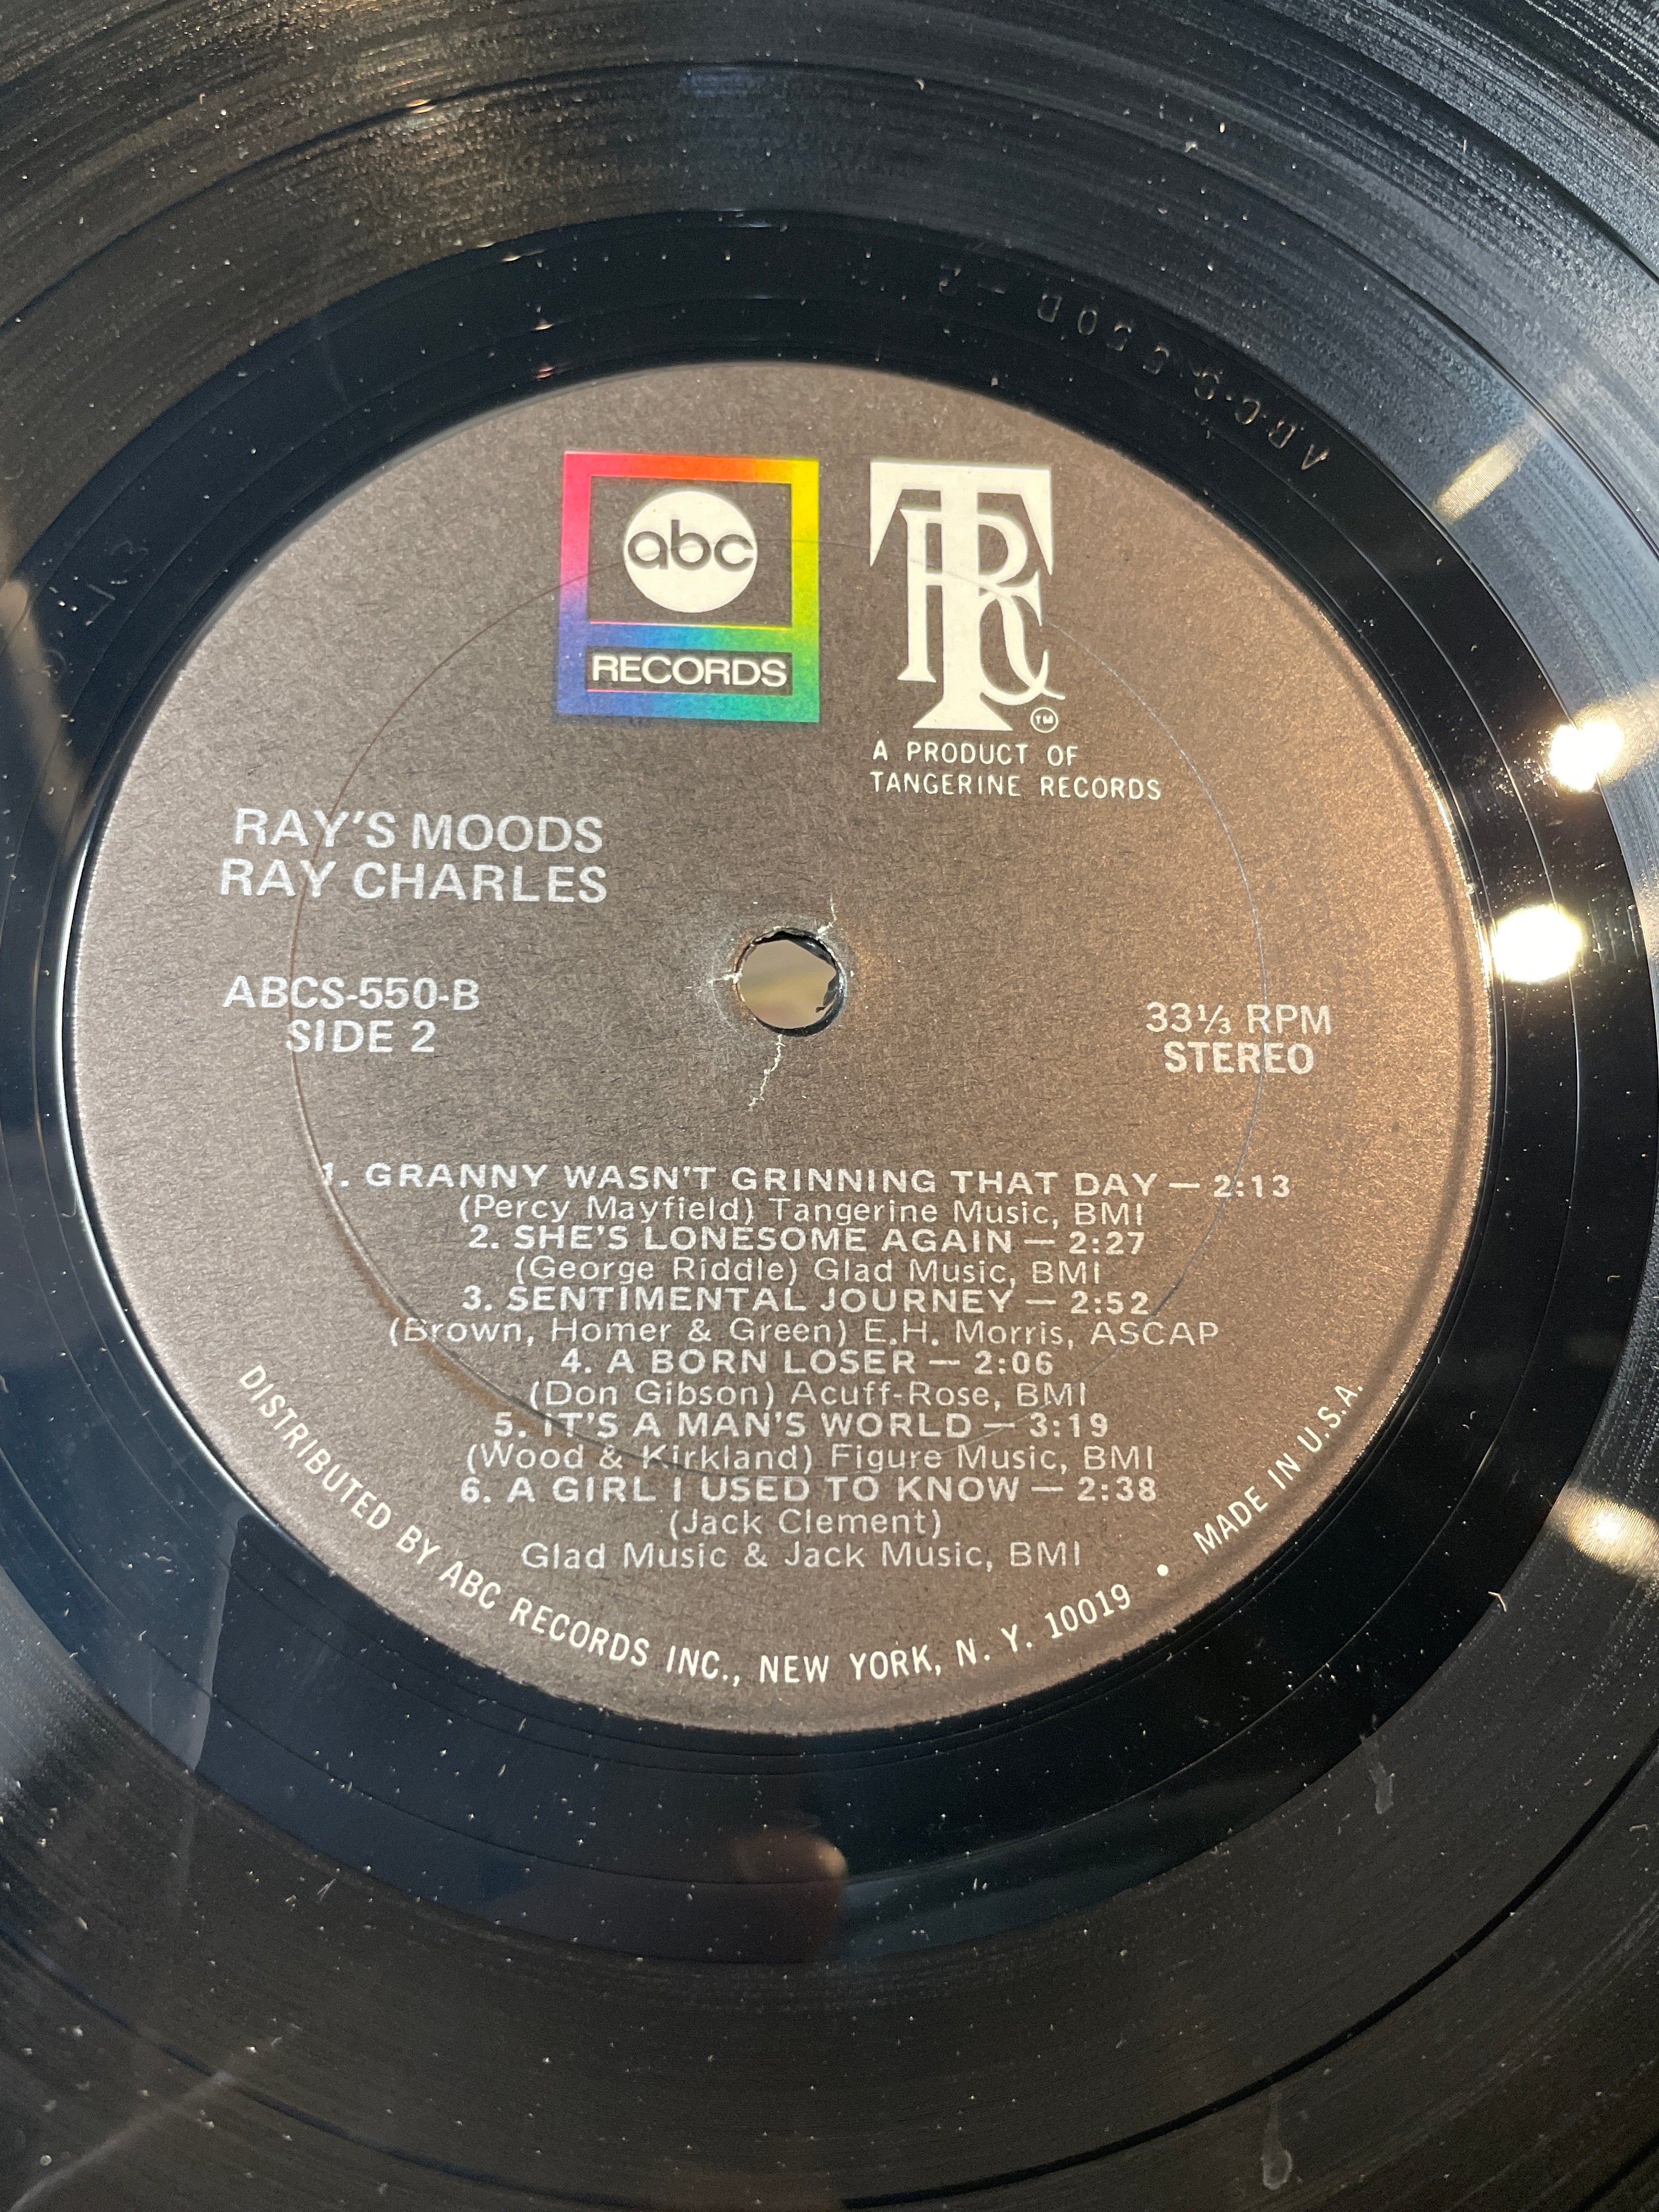 abc
RECORDS
TRC
TM
A PRODUCT OF
TANGERINE RECORDS
RAY'S MOODS
RAY CHARLES
ABCS-550-B
SIDE 2
33⅓ RPM
STEREO
1. GRANNY WASN'T GRINNING THAT DAY — 2:13
(Percy Mayfield) Tangerine Music, BMI
2. SHE'S LONESOME AGAIN — 2:27
(George Riddle) Glad Music, BMI
3. SENTIMENTAL JOURNEY — 2:52
(Brown, Homer & Green) E.H. Morris, ASCAP
4. A BORN LOSER — 2:06
(Don Gibson) Acuff-Rose, BMI
5. IT'S A MAN'S WORLD — 3:19
(Wood & Kirkland) Figure Music, BMI
6. A GIRL I USED TO KNOW — 2:38
(Jack Clement)
Glad Music & Jack Music, BMI
DISTRIBUTED BY ABC RECORDS INC., NEW YORK, N. Y. 10019 • MADE IN U.S.A.